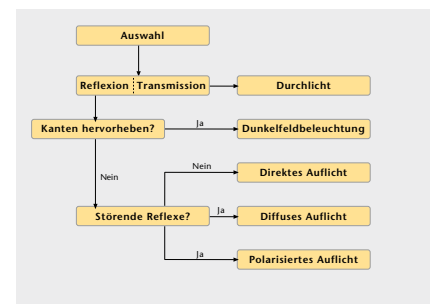 Auswahl
Reflexion Transmission
Durchlicht
Kanten hervorheben?
Ja
Dunkelfeldbeleuchtung
Nein
Nein
Direktes Auflicht
Störende Reflexe?
Ja
Diffuses Auflicht
Ja
Polarisiertes Auflicht